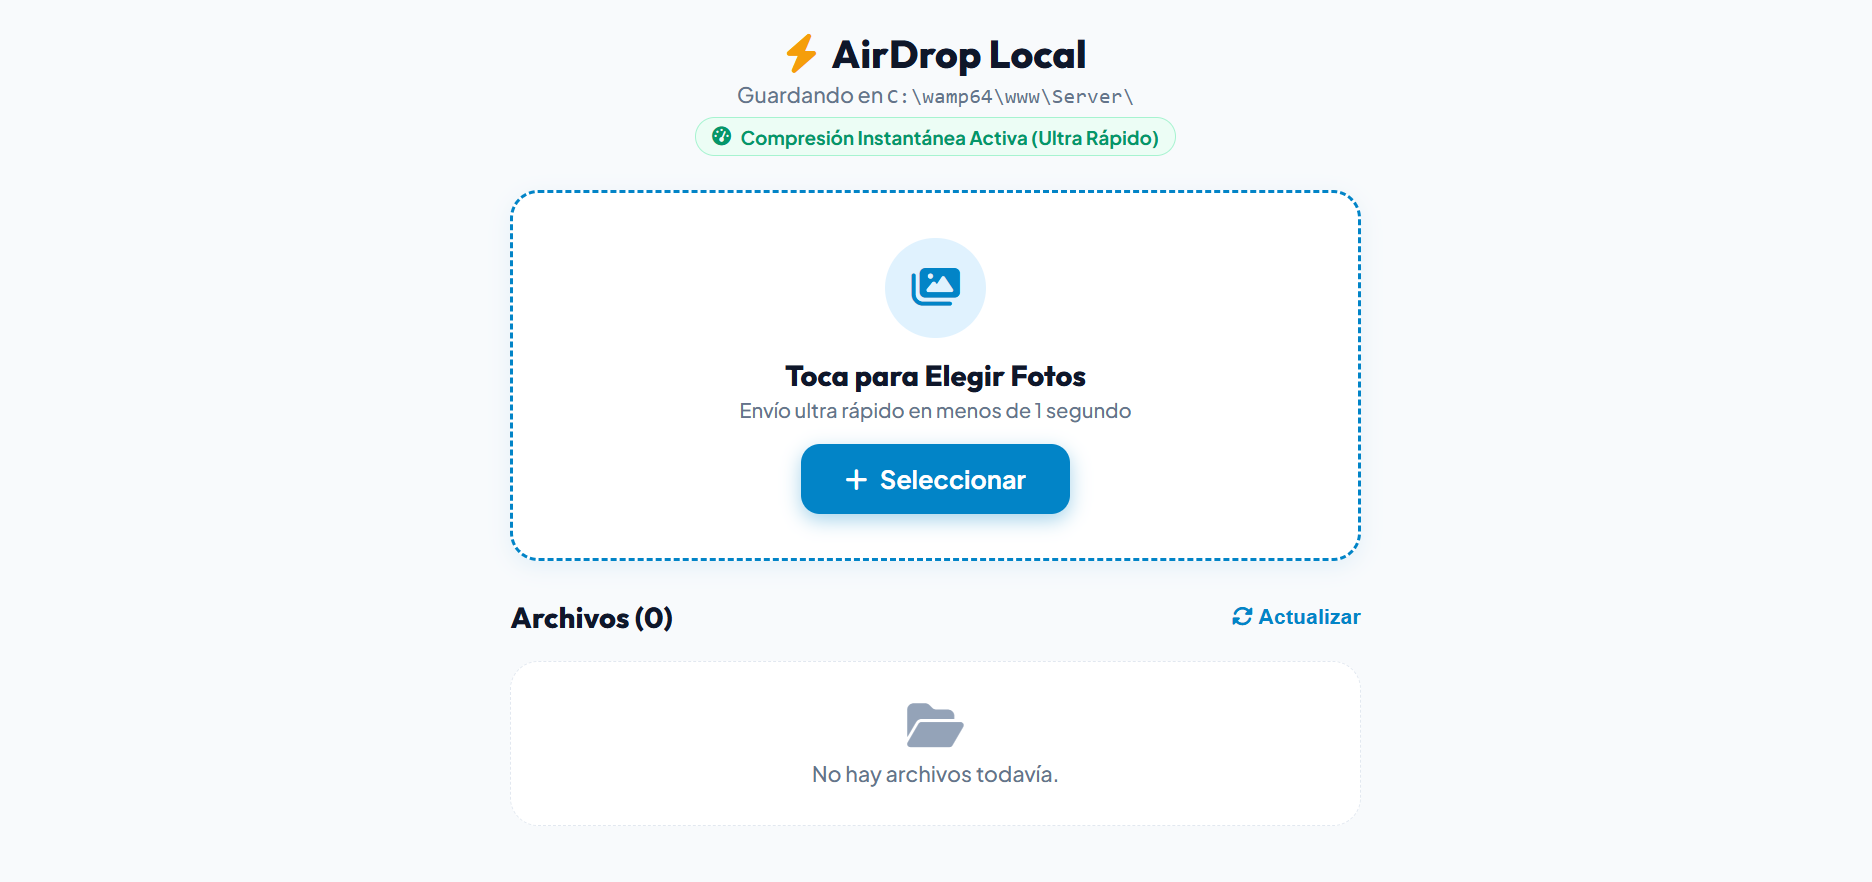 AirDrop Local
Guardando en C:\wamp64\www\Server\
Compresión Instantánea Activa (Ultra Rápido)
Toca para Elegir Fotos
Envío ultra rápido en menos de 1 segundo
+ Seleccionar
Archivos (0)
Actualizar
No hay archivos todavía.